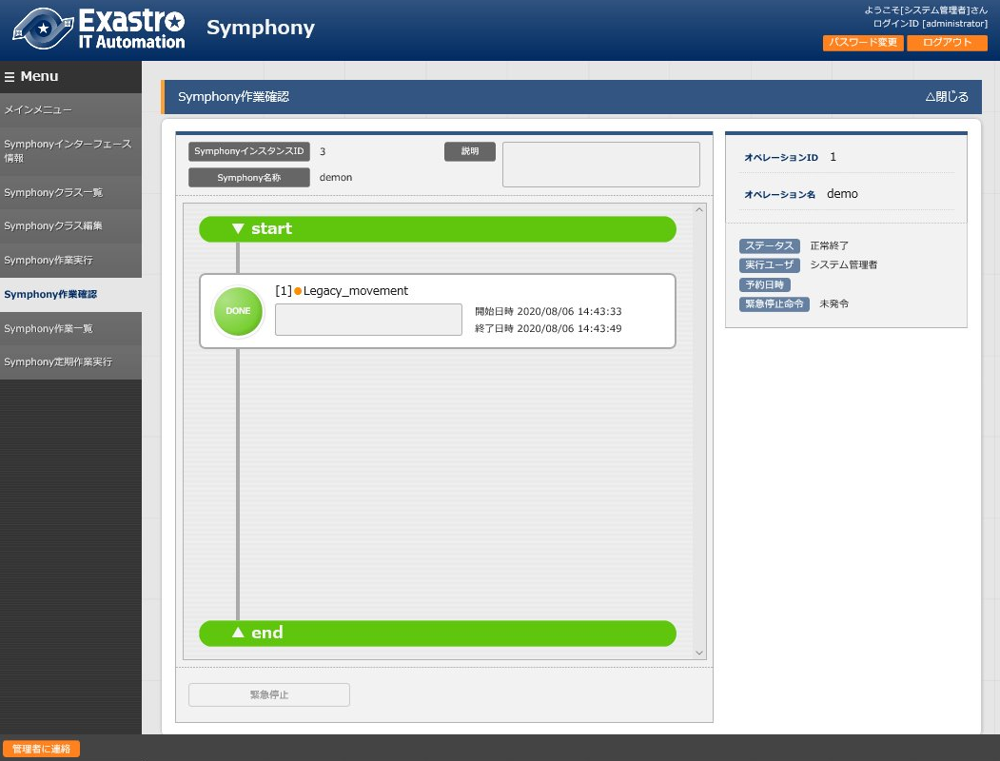 Exastro
IT Automation
Symphony
ようこそ[システム管理者]さん
ログインID [administrator]
パスワード変更
ログアウト
Menu
メインメニュー
Symphonyインターフェース
情報
Symphonyクラス一覧
Symphonyクラス編集
Symphony作業実行
Symphony作業確認
Symphony作業一覧
Symphony定期作業実行
Symphony作業確認
△閉じる
SymphonyインスタンスID 3
説明
Symphony名称 demon
▼ start
DONE
[1]●Legacy_movement
開始日時 2020/08/06 14:43:33
終了日時 2020/08/06 14:43:49
▲ end
緊急停止
オペレーションID 1
オペレーション名 demo
ステータス 正常終了
実行ユーザ システム管理者
予約日時
緊急停止命令 未発令
管理者に連絡